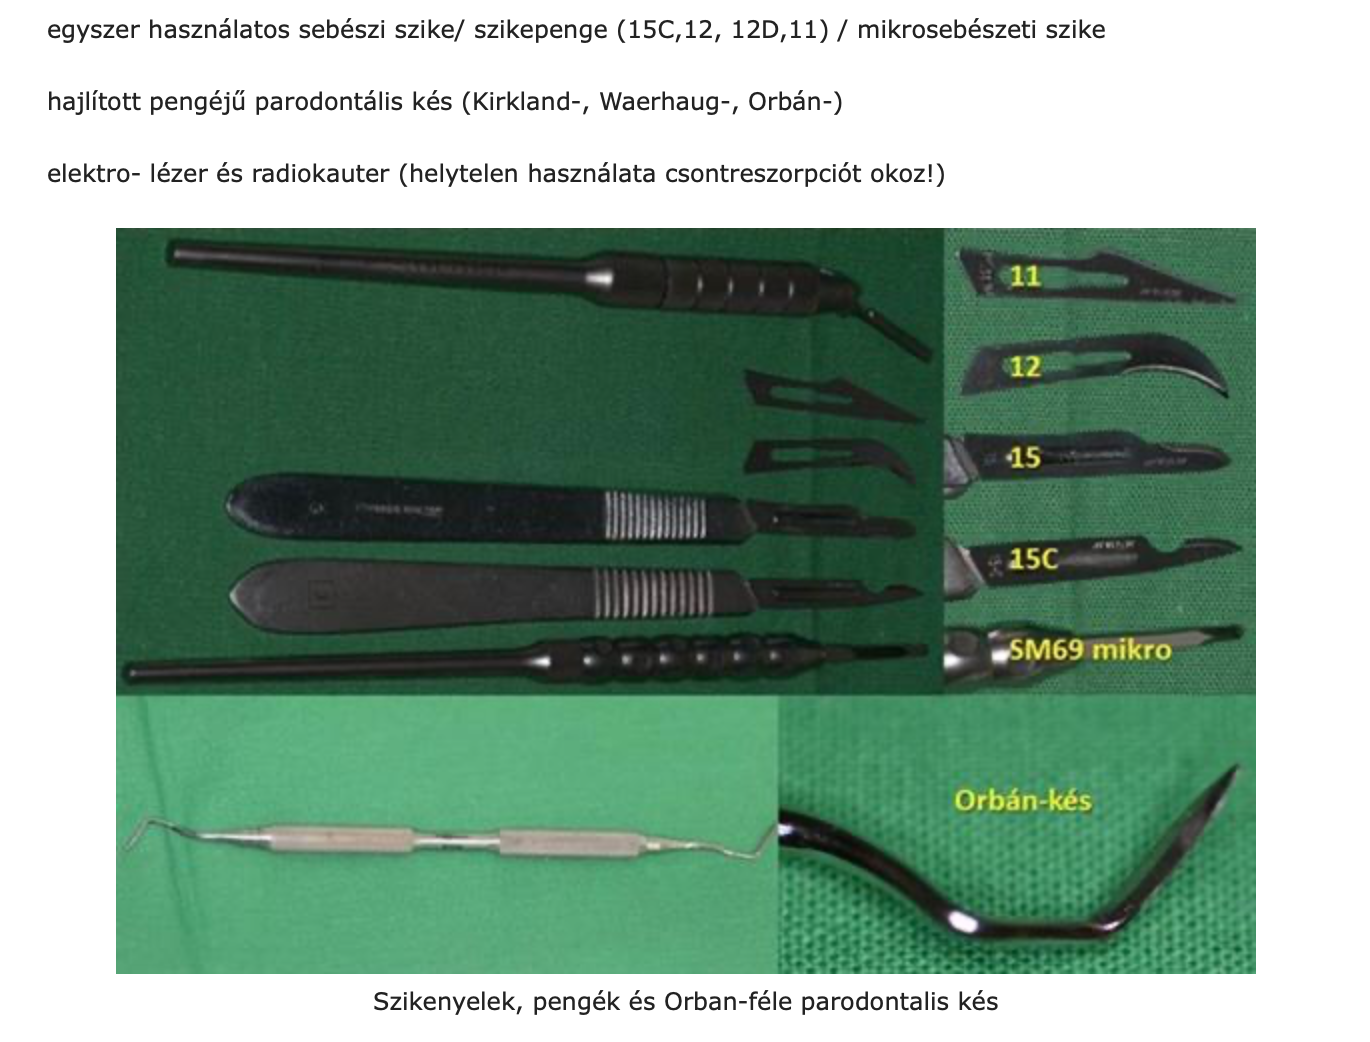 egyszer használatos sebészi szike/ szikepenge (15C,12, 12D,11) / mikrosebészeti szike
hajlított pengéjű parodontális kés (Kirkland-, Waerhaug-, Orbán-)
elektro- lézer és radiokauter (helytelen használata csontreszorpciót okoz!)
11
12
15
15C
SM69 mikro
Orbán-kés
Szikenyelek, pengék és Orban-féle parodontalis kés